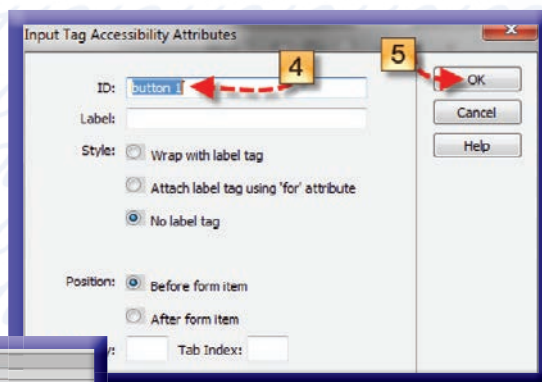 Input Tag Accessibility Attributes
4
5
ID: button 1
OK
Label:
Cancel
Style: Wrap with label tag
Help
Attach label tag using 'for' attribute
No label tag
Position: Before form item
After form item
Tab Index: